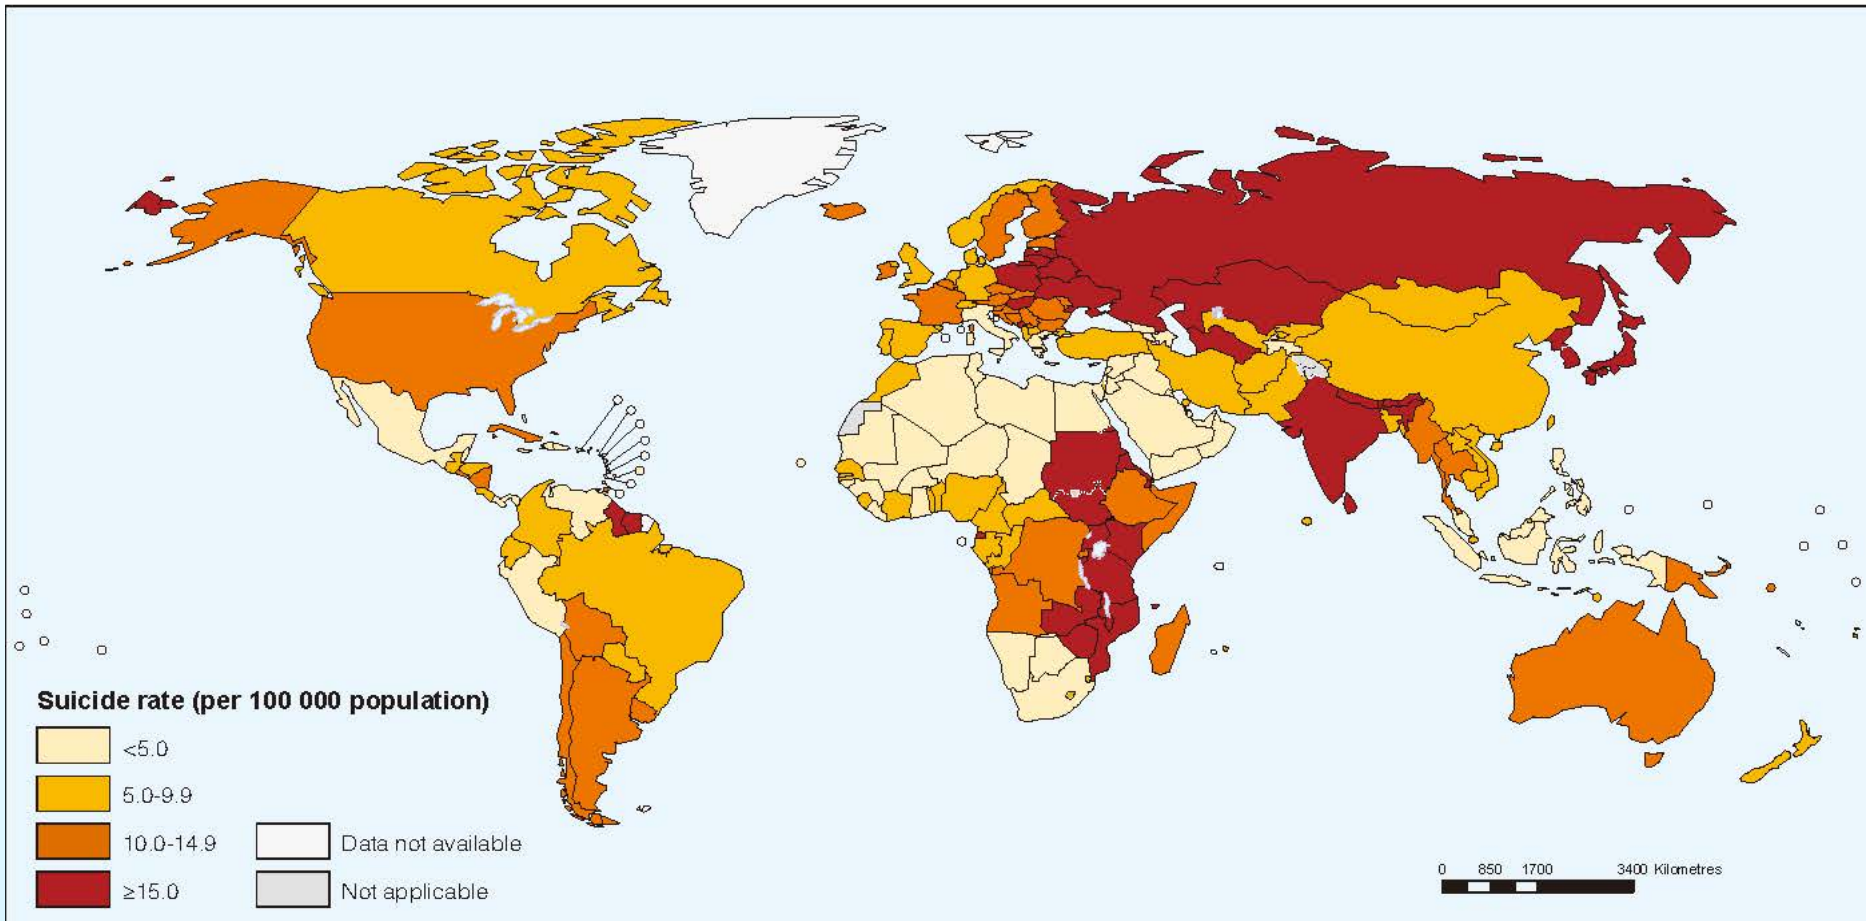 Suicide rate (per 100 000 population)
<5.0
5.0-9.9
10.0-14.9
≥15.0
Data not available
Not applicable
0 850 1700 3400 Kilometres